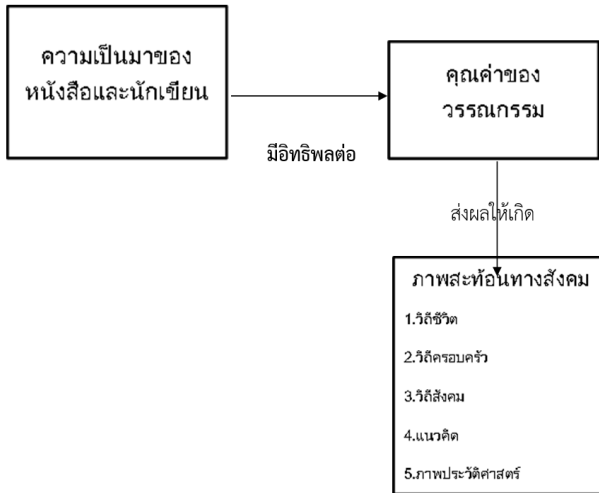 ความเป็นมาของ
หนังสือและนักเขียน
มีอิทธิพลต่อ
คุณค่าของ
วรรณกรรม
ส่งผลให้เกิด
ภาพสะท้อนทางสังคม
1.วิถีชีวิต
2.วิถีครอบครัว
3.วิถีสังคม
4.แนวคิด
5.ภาพประวัติศาสตร์